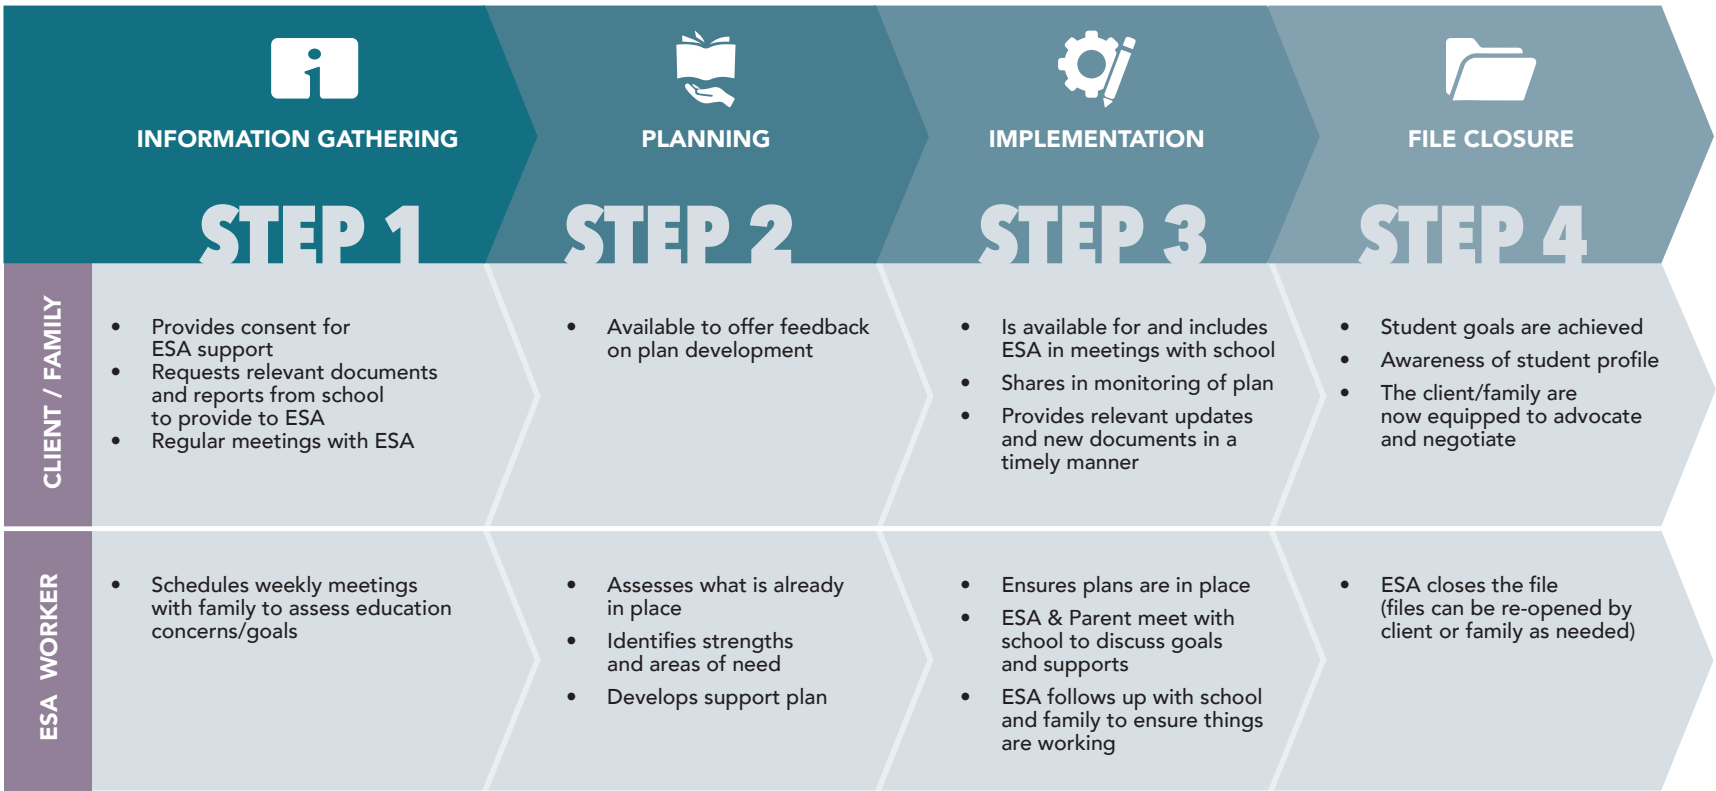 INFORMATION GATHERING
STEP 1
PLANNING
STEP 2
IMPLEMENTATION
STEP 3
FILE CLOSURE
STEP 4
CLIENT / FAMILY
• Provides consent for
ESA support
• Requests relevant documents
and reports from school
to provide to ESA
• Regular meetings with ESA
• Available to offer feedback
on plan development
• Is available for and includes
ESA in meetings with school
• Shares in monitoring of plan
• Provides relevant updates
and new documents in a
timely manner
• Student goals are achieved
• Awareness of student profile
• The client/family are
now equipped to advocate
and negotiate
ESA WORKER
• Schedules weekly meetings
with family to assess education
concerns/goals
• Assesses what is already
in place
• Identifies strengths
and areas of need
• Develops support plan
• Ensures plans are in place
• ESA & Parent meet with
school to discuss goals
and supports
• ESA follows up with school
and family to ensure things
are working
• ESA closes the file
(files can be re-opened by
client or family as needed)